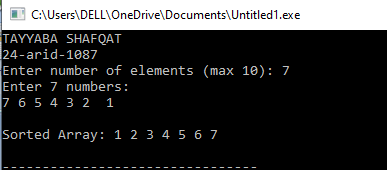 C:\Users\DELL\OneDrive\Documents\Untitled1.exe
TAYYABA SHAFQAT
24-arid-1087
Enter number of elements (max 10): 7
Enter 7 numbers:
7 6 5 4 3 2  1
Sorted Array: 1 2 3 4 5 6 7
--------------------------------